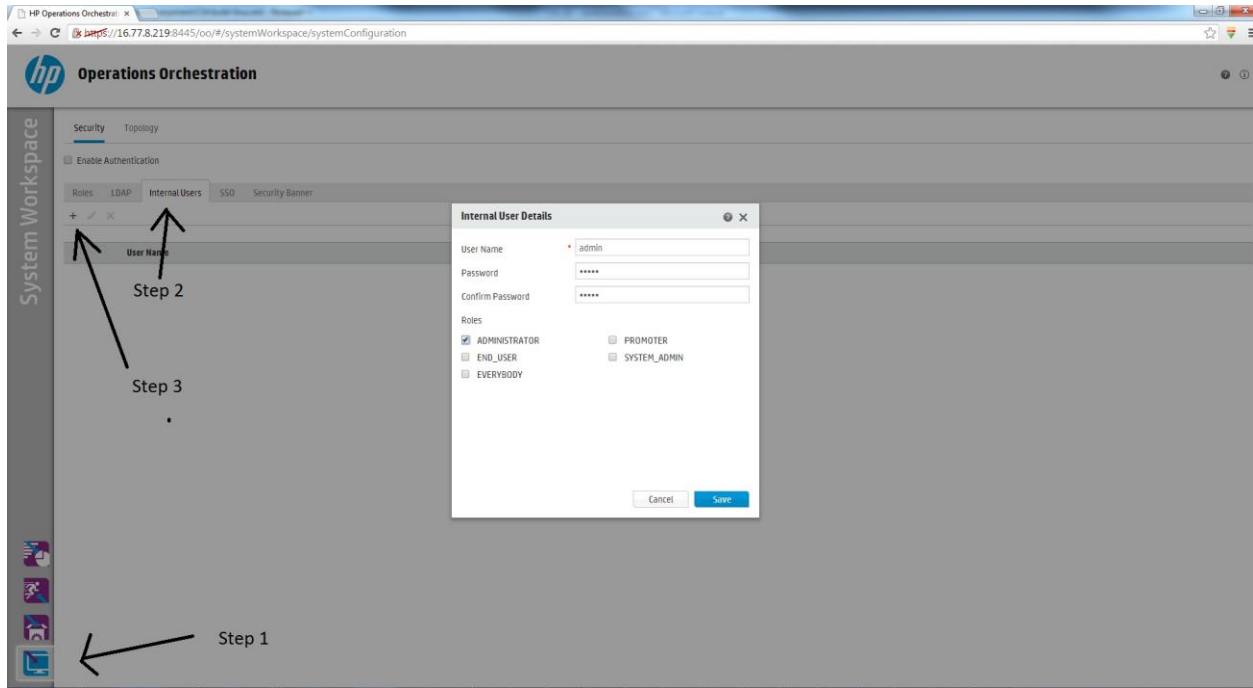 HP Operations Orchestrat
https://16.77.8.219:8445/oo/#/systemWorkspace/systemConfiguration
hp
Operations Orchestration
System Workspace
Security Topology
Enable Authentication
Roles LDAP Internal Users SSO Security Banner
User Name
Step 2
Step 3
Step 1
Internal User Details
User Name * admin
Password *****
Confirm Password *****
Roles
ADMINISTRATOR PROMOTER
END_USER SYSTEM_ADMIN
EVERYBODY
Cancel Save